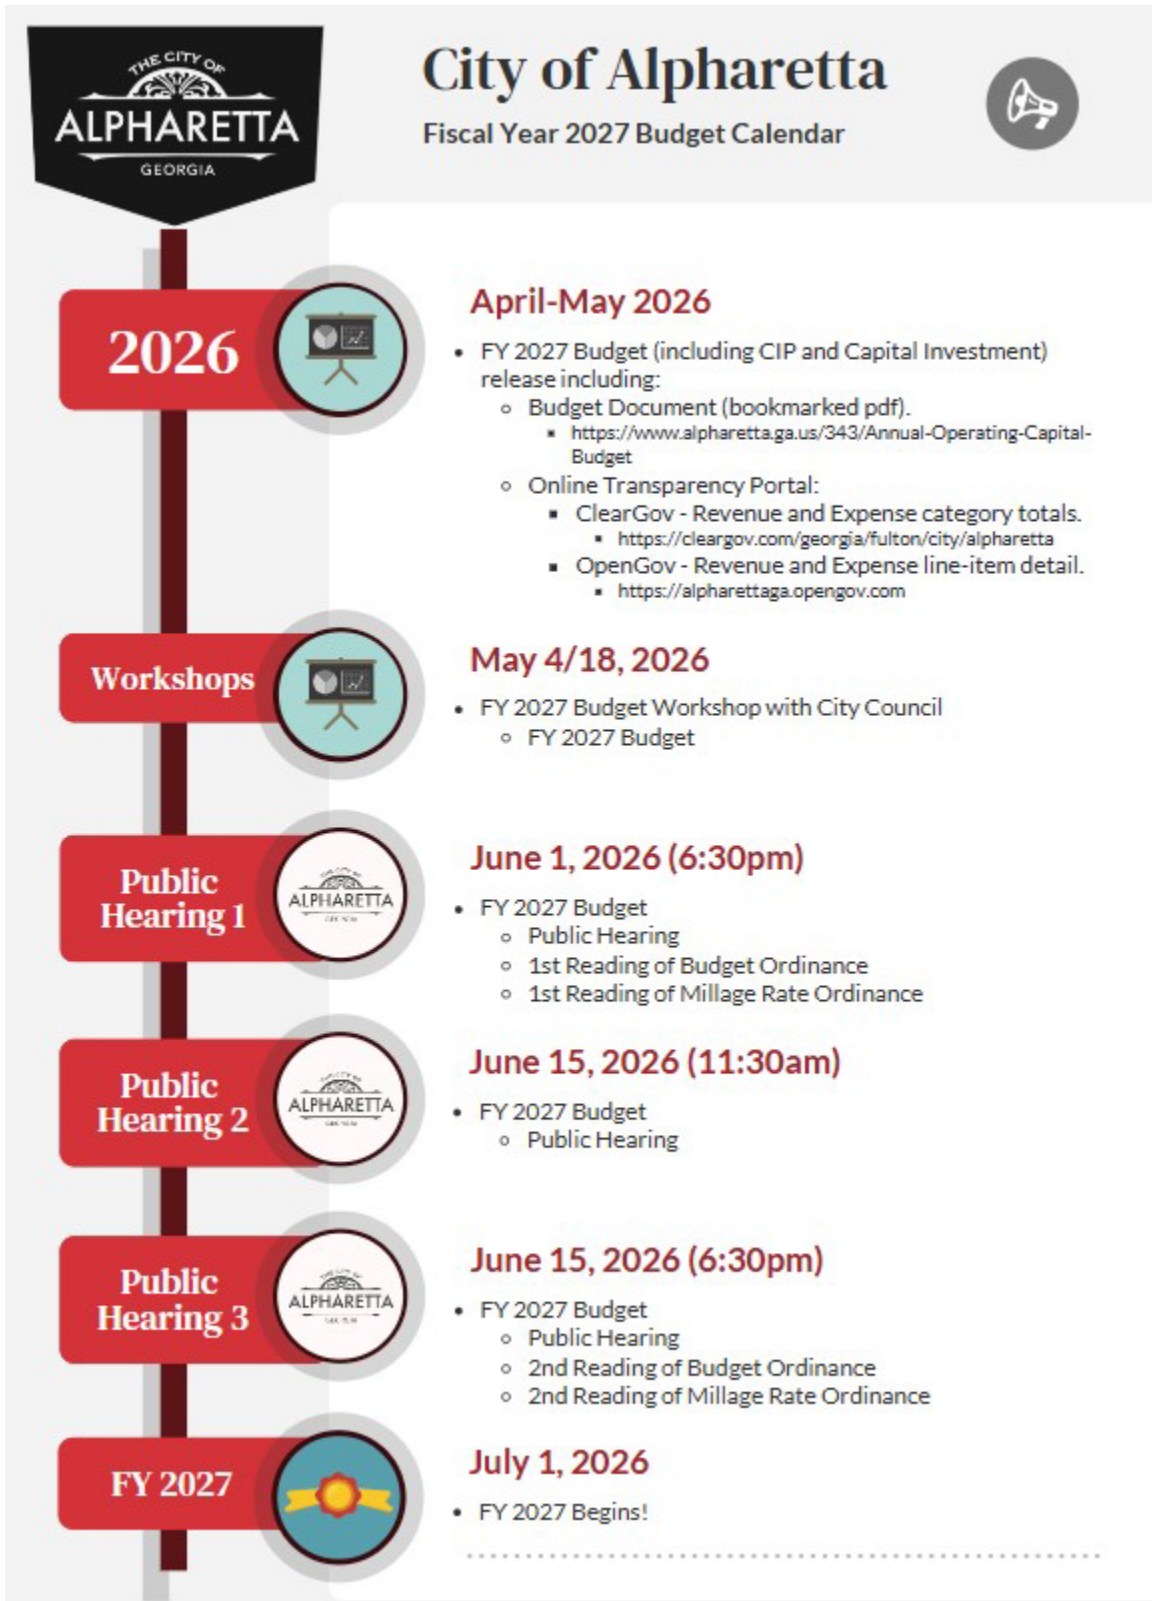 THE CITY OF
ALPHARETTA
GEORGIA
City of Alpharetta
Fiscal Year 2027 Budget Calendar
2026
April-May 2026
• FY 2027 Budget (including CIP and Capital Investment)
release including:
◦ Budget Document (bookmarked pdf).
▪ https://www.alpharetta.ga.us/343/Annual-Operating-Capital-
Budget
◦ Online Transparency Portal:
▪ ClearGov - Revenue and Expense category totals.
▪ https://cleargov.com/georgia/fulton/city/alpharetta
▪ OpenGov - Revenue and Expense line-item detail.
▪ https://alpharettaga.opengov.com
Workshops
May 4/18, 2026
• FY 2027 Budget Workshop with City Council
◦ FY 2027 Budget
Public
Hearing 1
ALPHARETTA
June 1, 2026 (6:30pm)
• FY 2027 Budget
◦ Public Hearing
◦ 1st Reading of Budget Ordinance
◦ 1st Reading of Millage Rate Ordinance
Public
Hearing 2
ALPHARETTA
June 15, 2026 (11:30am)
• FY 2027 Budget
◦ Public Hearing
Public
Hearing 3
ALPHARETTA
June 15, 2026 (6:30pm)
• FY 2027 Budget
◦ Public Hearing
◦ 2nd Reading of Budget Ordinance
◦ 2nd Reading of Millage Rate Ordinance
FY 2027
July 1, 2026
• FY 2027 Begins!